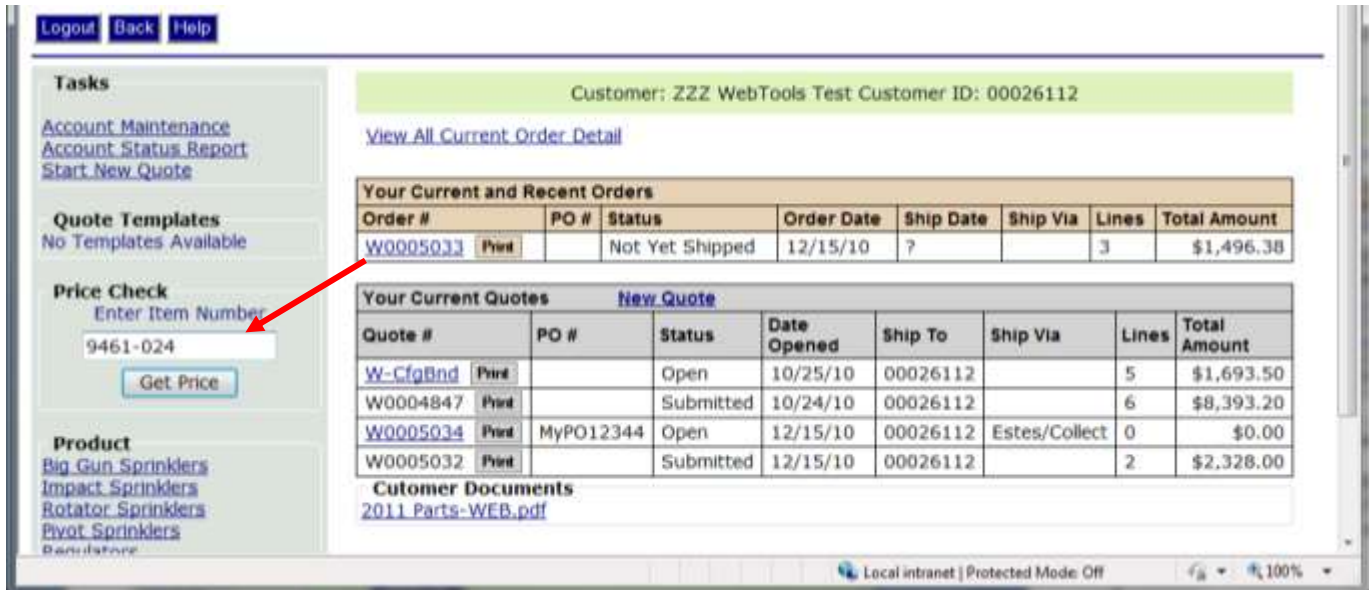 Logout Back Help
Tasks
Account Maintenance
Account Status Report
Start New Quote
Quote Templates
No Templates Available
Price Check
Enter Item Number
9461-024
Get Price
Product
Big Gun Sprinklers
Impact Sprinklers
Rotator Sprinklers
Pivot Sprinklers
Regulators
Customer: ZZZ WebTools Test Customer ID: 00026112
View All Current Order Detail
Your Current and Recent Orders
Order # PO # Status Order Date Ship Date Ship Via Lines Total Amount
W0005033 Print Not Yet Shipped 12/15/10 ? 3 $1,496.38
Your Current Quotes New Quote
Quote # PO # Status Date Opened Ship To Ship Via Lines Total Amount
W-CfgBnd Print Open 10/25/10 00026112 5 $1,693.50
W0004847 Print Submitted 10/24/10 00026112 6 $8,393.20
W0005034 Print MyPO12344 Open 12/15/10 00026112 Estes/Collect 0 $0.00
W0005032 Print Submitted 12/15/10 00026112 2 $2,328.00
Cutomer Documents
2011 Parts-WEB.pdf
Local intranet | Protected Mode: Off
100%